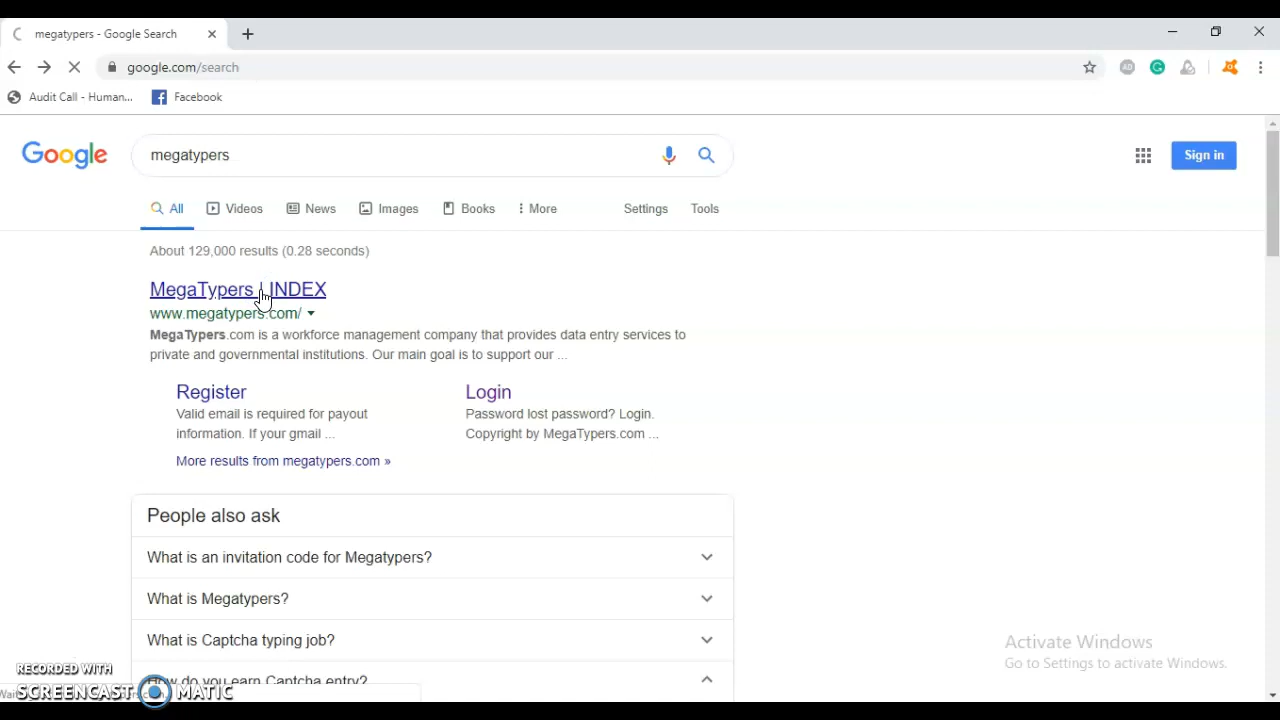 megatypers - Google Search
google.com/search
Audit Call - Human... Facebook
Google megatypers Sign in
All Videos News Images Books More Settings Tools
About 129,000 results (0.28 seconds)
MegaTypers | INDEX
www.megatypers.com/
MegaTypers.com is a workforce management company that provides data entry services to
private and governmental institutions. Our main goal is to support our ...
Register Login
Valid email is required for payout Password lost password? Login.
information. If your gmail ... Copyright by MegaTypers.com ...
More results from megatypers.com »
People also ask
What is an invitation code for Megatypers?
What is Megatypers?
What is Captcha typing job?
How do you earn Captcha entry?
Activate Windows
Go to Settings to activate Windows.
RECORDED WITH
SCREENCAST MATIC